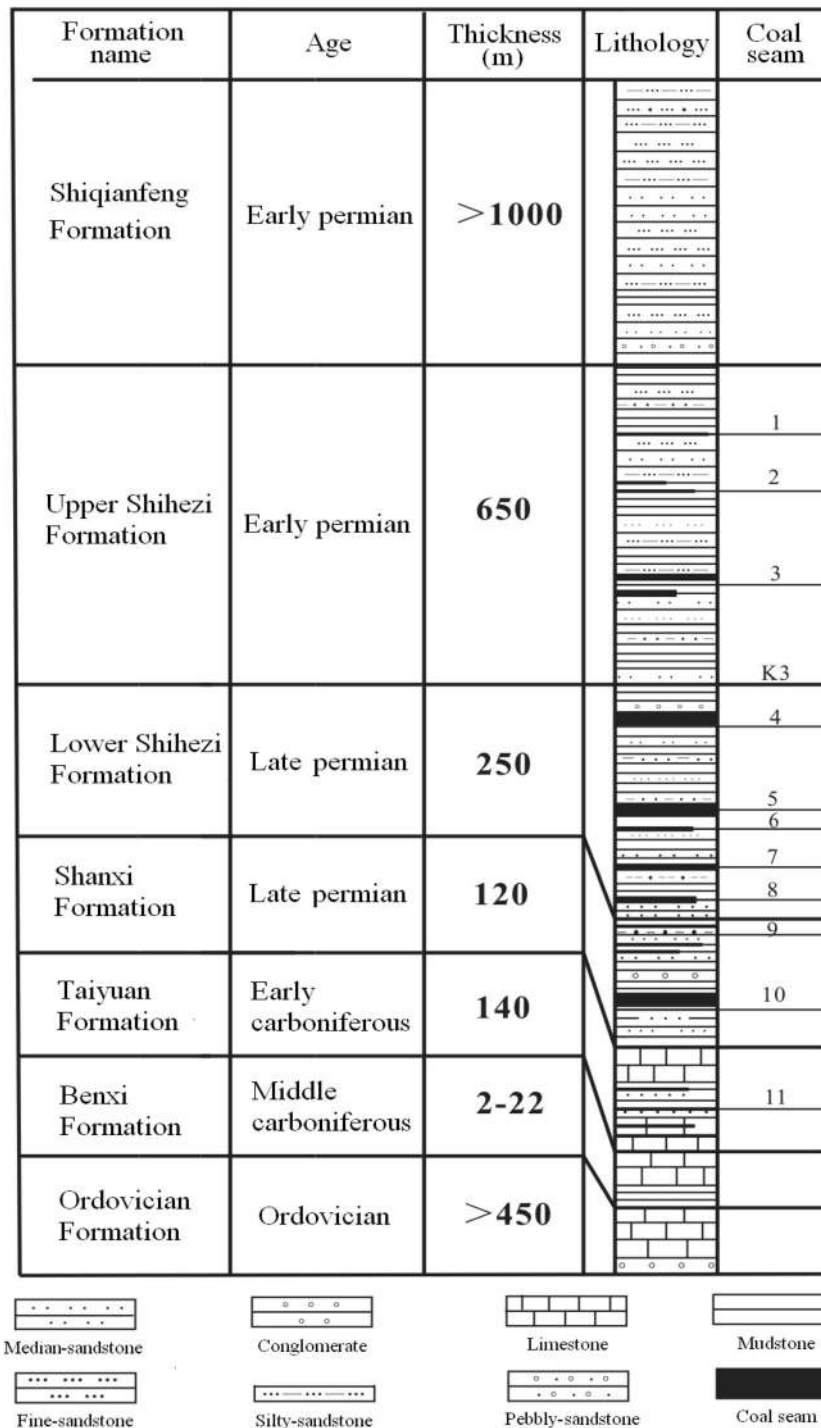 Formation name
Age
Thickness (m)
Lithology
Coal seam
Shiqianfeng Formation
Early permian
>1000
Upper Shihezi Formation
Early permian
650
1
2
3
K3
Lower Shihezi Formation
Late permian
250
4
5
6
7
8
Shanxi Formation
Late permian
120
9
10
Taiyuan Formation
Early carboniferous
140
11
Benxi Formation
Middle carboniferous
2-22
Ordovician Formation
Ordovician
>450
Median-sandstone
Conglomerate
Limestone
Mudstone
Fine-sandstone
Silty-sandstone
Pebbly-sandstone
Coal seam